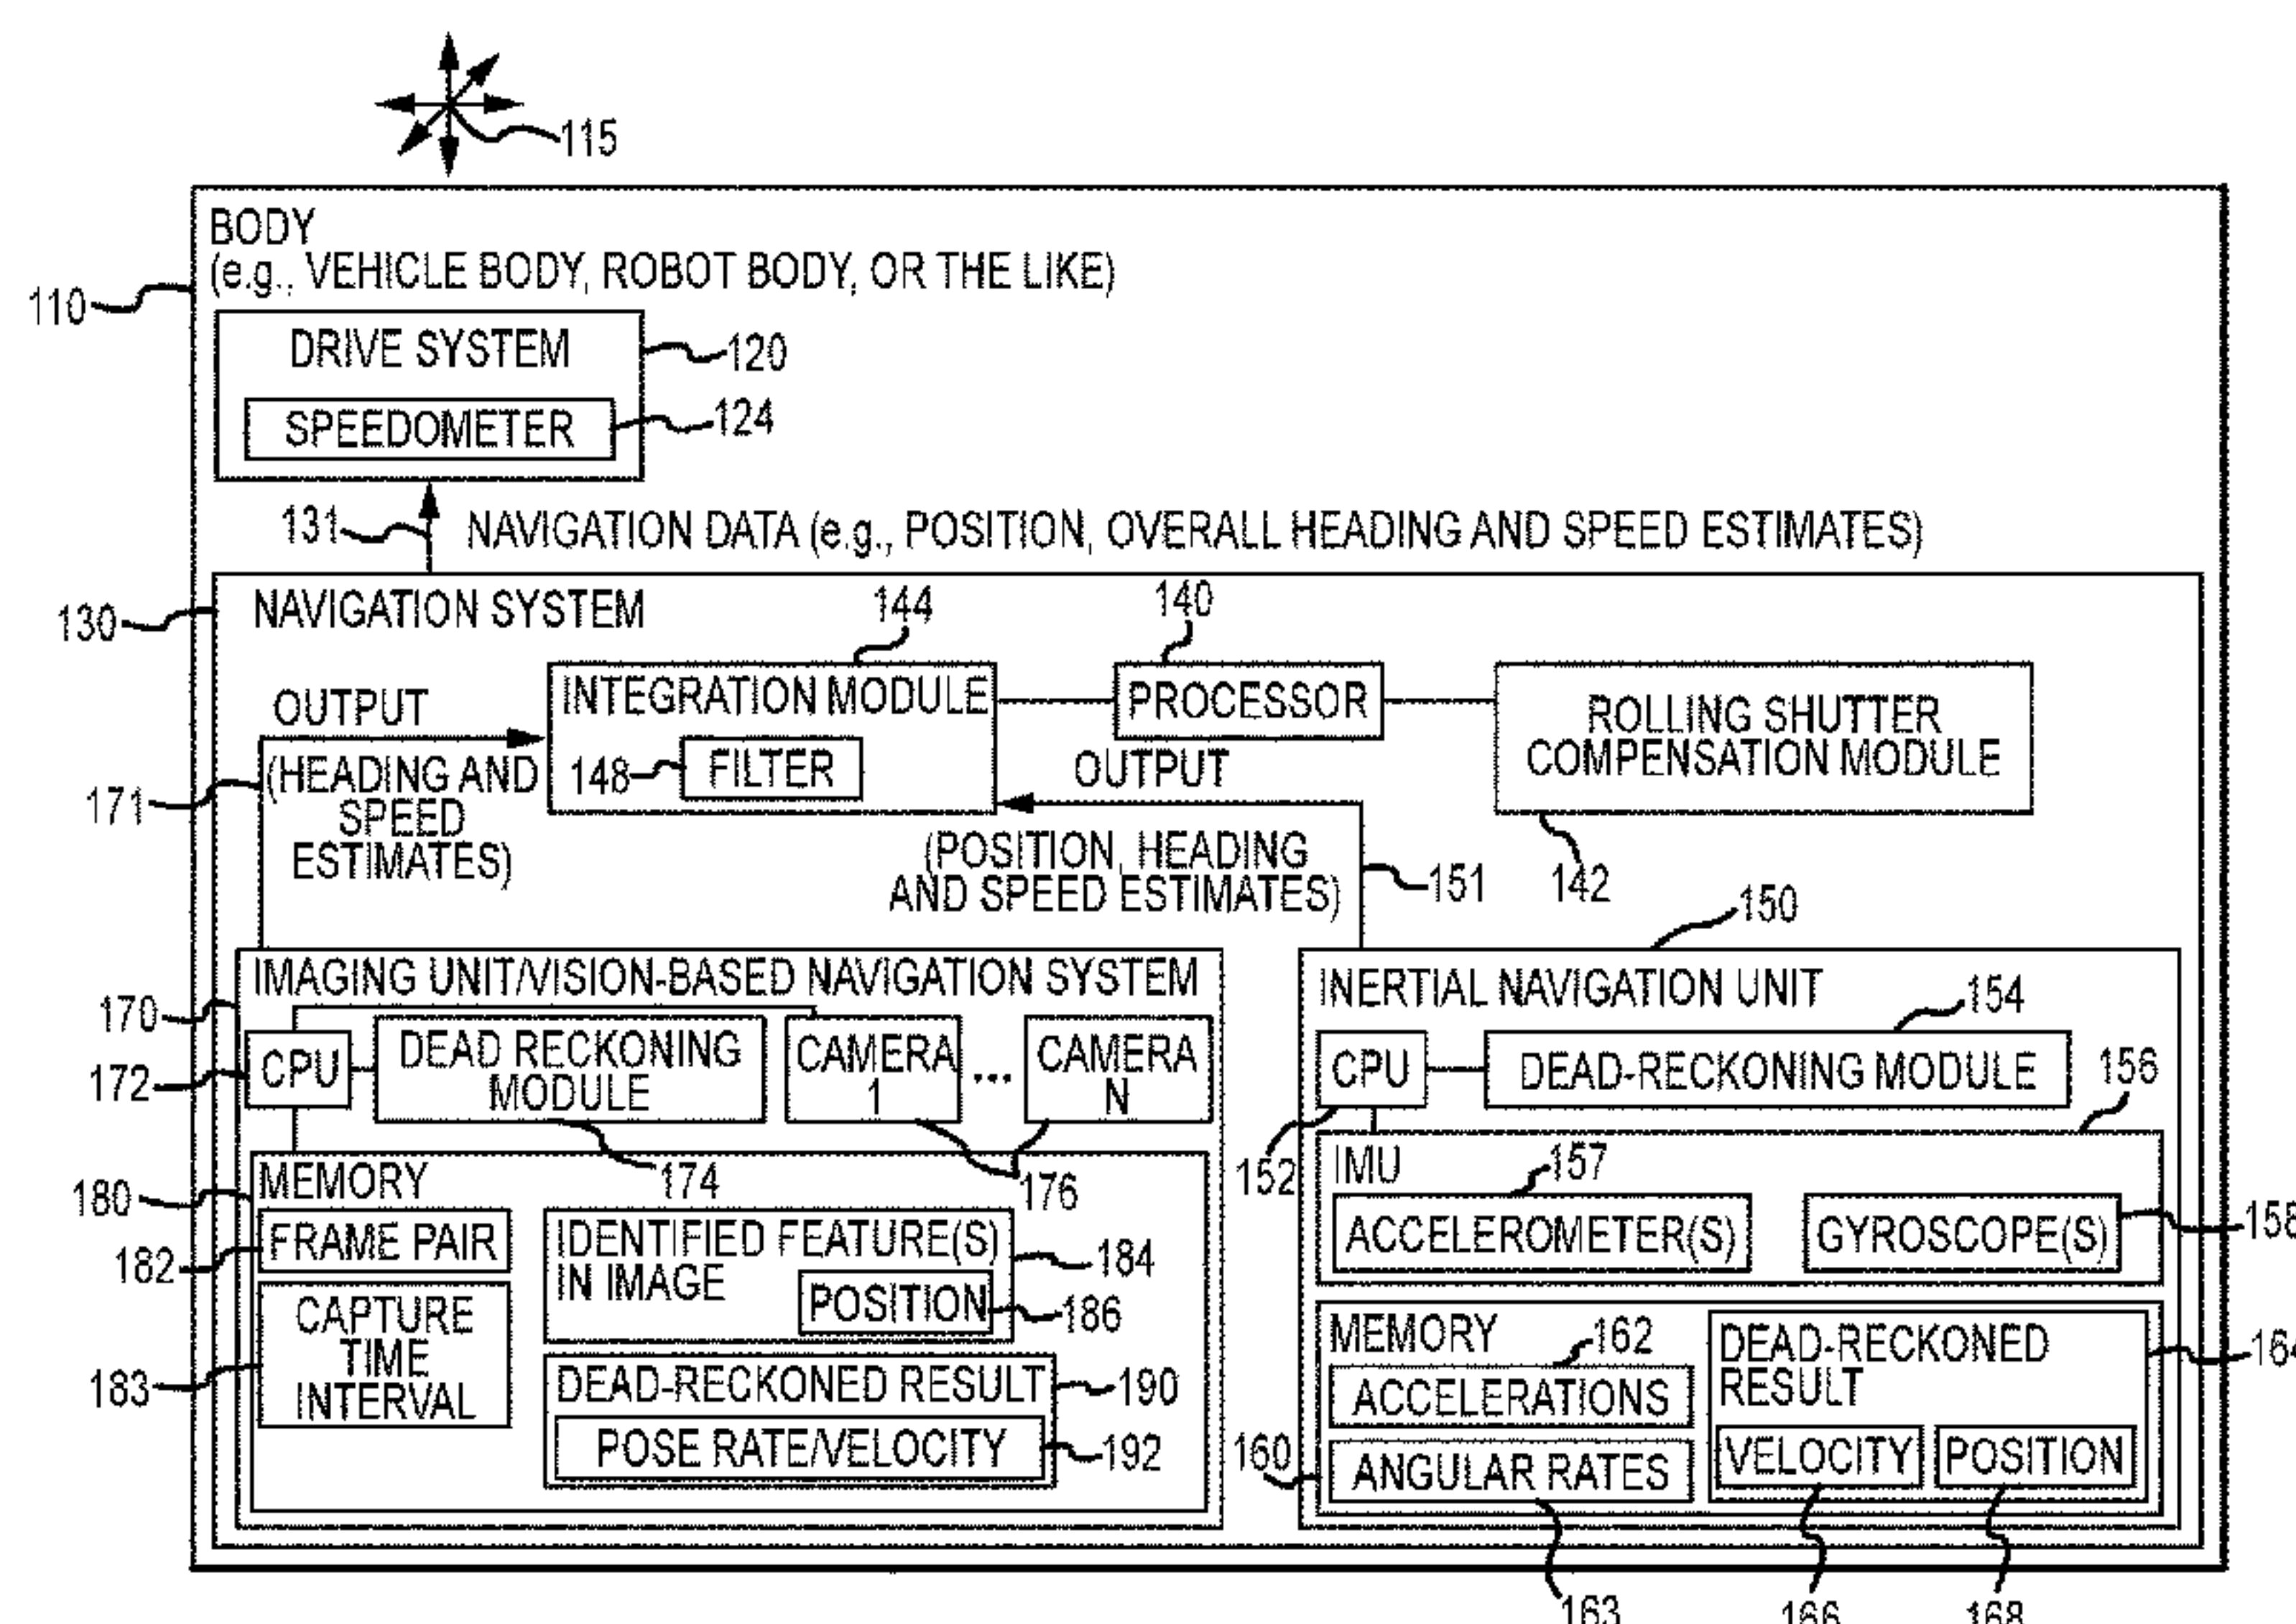 115
BODY
(e.g., VEHICLE BODY, ROBOT BODY, OR THE LIKE)
110
DRIVE SYSTEM
120
SPEEDOMETER
124
131
NAVIGATION DATA (e.g., POSITION, OVERALL HEADING AND SPEED ESTIMATES)
130
NAVIGATION SYSTEM
144
140
OUTPUT
(HEADING AND
SPEED
ESTIMATES)
171
INTEGRATION MODULE
148
FILTER
PROCESSOR
ROLLING SHUTTER
COMPENSATION MODULE
142
OUTPUT
(POSITION, HEADING
AND SPEED ESTIMATES)
151
150
170
IMAGING UNIT/VISION-BASED NAVIGATION SYSTEM
172
CPU
DEAD RECKONING
MODULE
174
CAMERA
1
...
CAMERA
N
176
180
MEMORY
182
FRAME PAIR
183
CAPTURE
TIME
INTERVAL
IDENTIFIED FEATURE(S)
IN IMAGE
184
POSITION
186
DEAD-RECKONED RESULT
190
POSE RATE/VELOCITY
192
INERTIAL NAVIGATION UNIT
154
CPU
152
DEAD-RECKONING MODULE
156
IMU
157
ACCELEROMETER(S)
GYROSCOPE(S)
158
MEMORY
162
ACCELERATIONS
160
ANGULAR RATES
163
DEAD-RECKONED
RESULT
164
VELOCITY
POSITION
166
168